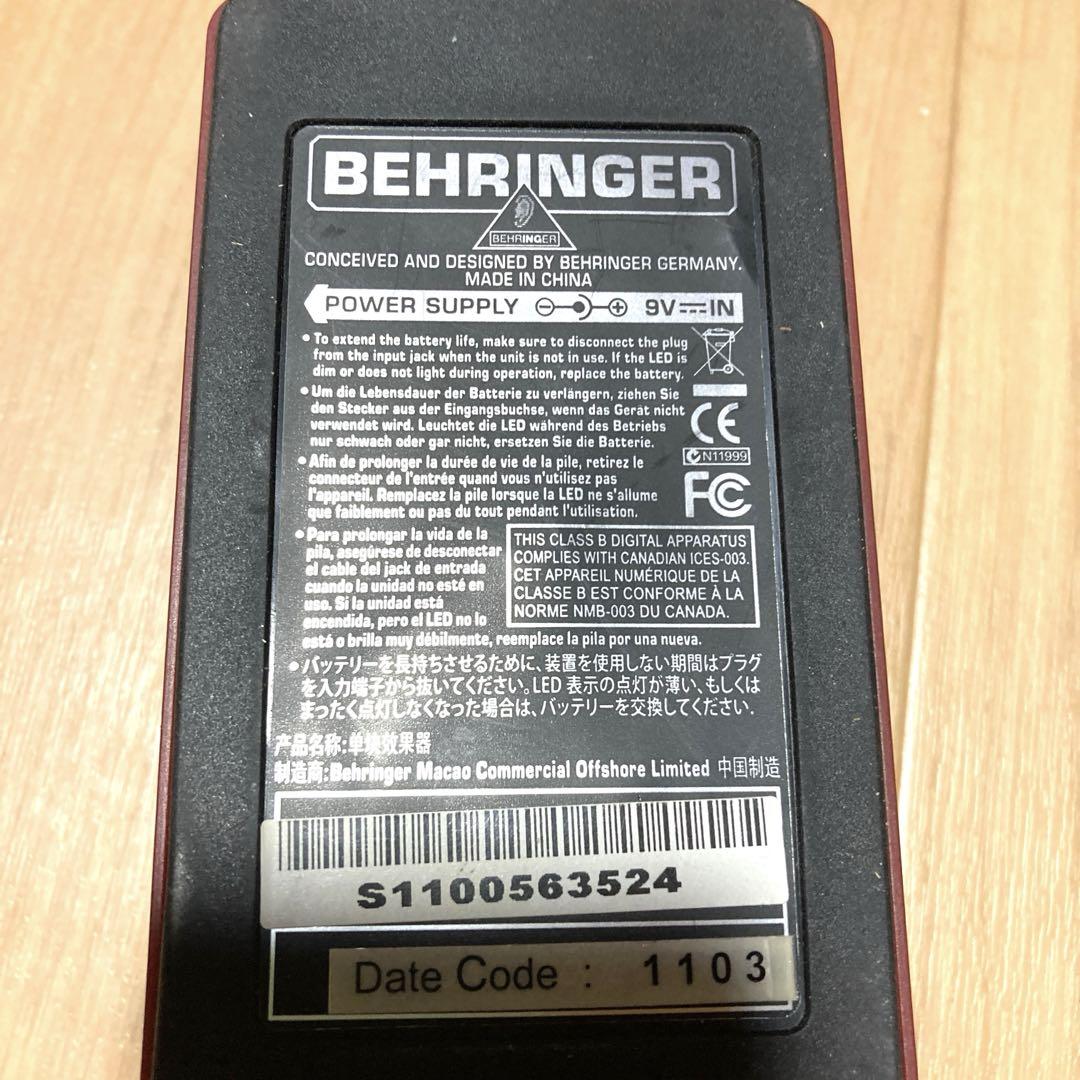 BEHRINGER
BEHRINGER
CONCEIVED AND DESIGNED BY BEHRINGER GERMANY.
MADE IN CHINA
POWER SUPPLY 9V IN
• To extend the battery life, make sure to disconnect the plug
from the input jack when the unit is not in use. If the LED is
dim or does not light during operation, replace the battery.
• Um die Lebensdauer der Batterie zu verlängern, ziehen Sie
den Stecker aus der Eingangsbuchse, wenn das Gerät nicht
verwendet wird. Leuchtet die LED während des Betriebs
nur schwach oder gar nicht, ersetzen Sie die Batterie.
CE
N11999
• Afin de prolonger la durée de vie de la pile, retirez le
connecteur de l'entrée quand vous n'utilizez pas
l'appareil. Remplacez la pile lorsque la LED ne s'allume
que faiblement ou pas du tout pendant l'utilisation.
FC
• Para prolongar la vida de la
pila, asegúrese de desconectar
el cable del jack de entrada
cuando la unidad no esté en
uso. Si la unidad está
encendida, pero el LED no lo
está o brilla muy débilmente, reemplace la pila por una nueva.
THIS CLASS B DIGITAL APPARATUS
COMPLIES WITH CANADIAN ICES-003.
CET APPAREIL NUMÉRIQUE DE LA
CLASSE B EST CONFORME À LA
NORME NMB-003 DU CANADA.
• バッテリーを長持ちさせるために、装置を使用しない期間はプラグ
を入力端子から抜いてください。LED 表示の点灯が薄い、もしくは
まったく点灯しなくなった場合は、バッテリーを交換してください.
产品名称:单块效果器
制造商:Behringer Macao Commercial Offshore Limited 中国制造
S1100563524
Date Code : 1103